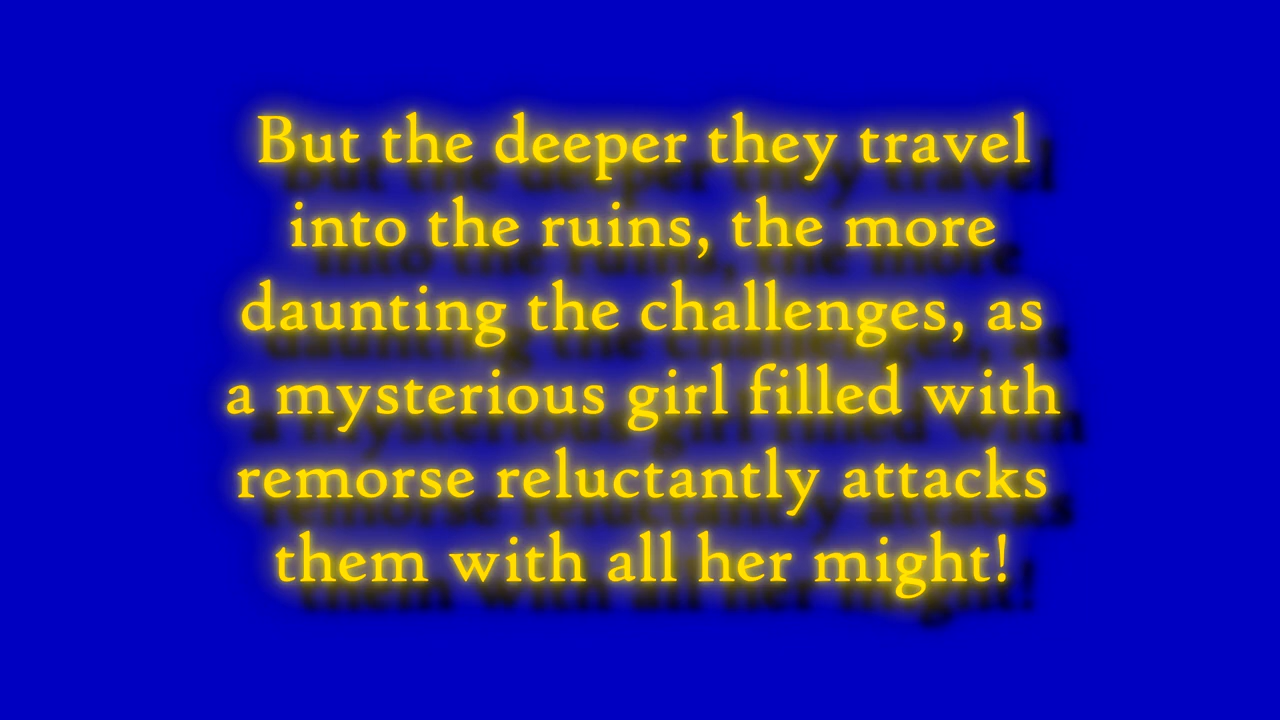 But the deeper they travel
into the ruins, the more
daunting the challenges, as
a mysterious girl filled with
remorse reluctantly attacks
them with all her might!